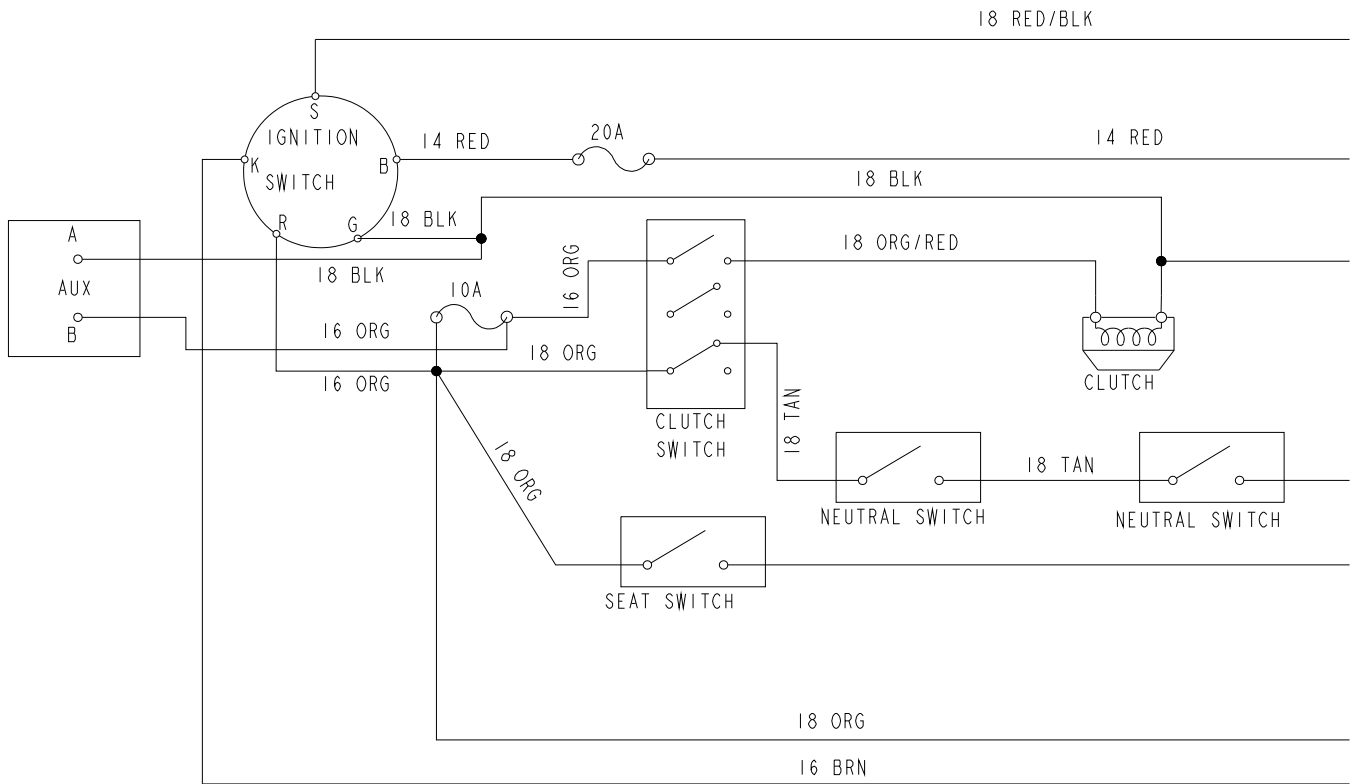 18 RED/BLK
S
IGNITION
SWITCH
K
B
R
G
14 RED
20A
14 RED
18 BLK
18 BLK
18 BLK
A
AUX
B
16 ORG
10A
16 ORG
18 ORG/RED
16 ORG
18 ORG
CLUTCH
SWITCH
CLUTCH
18 TAN
18 ORG
NEUTRAL SWITCH
18 TAN
NEUTRAL SWITCH
SEAT SWITCH
18 ORG
16 BRN